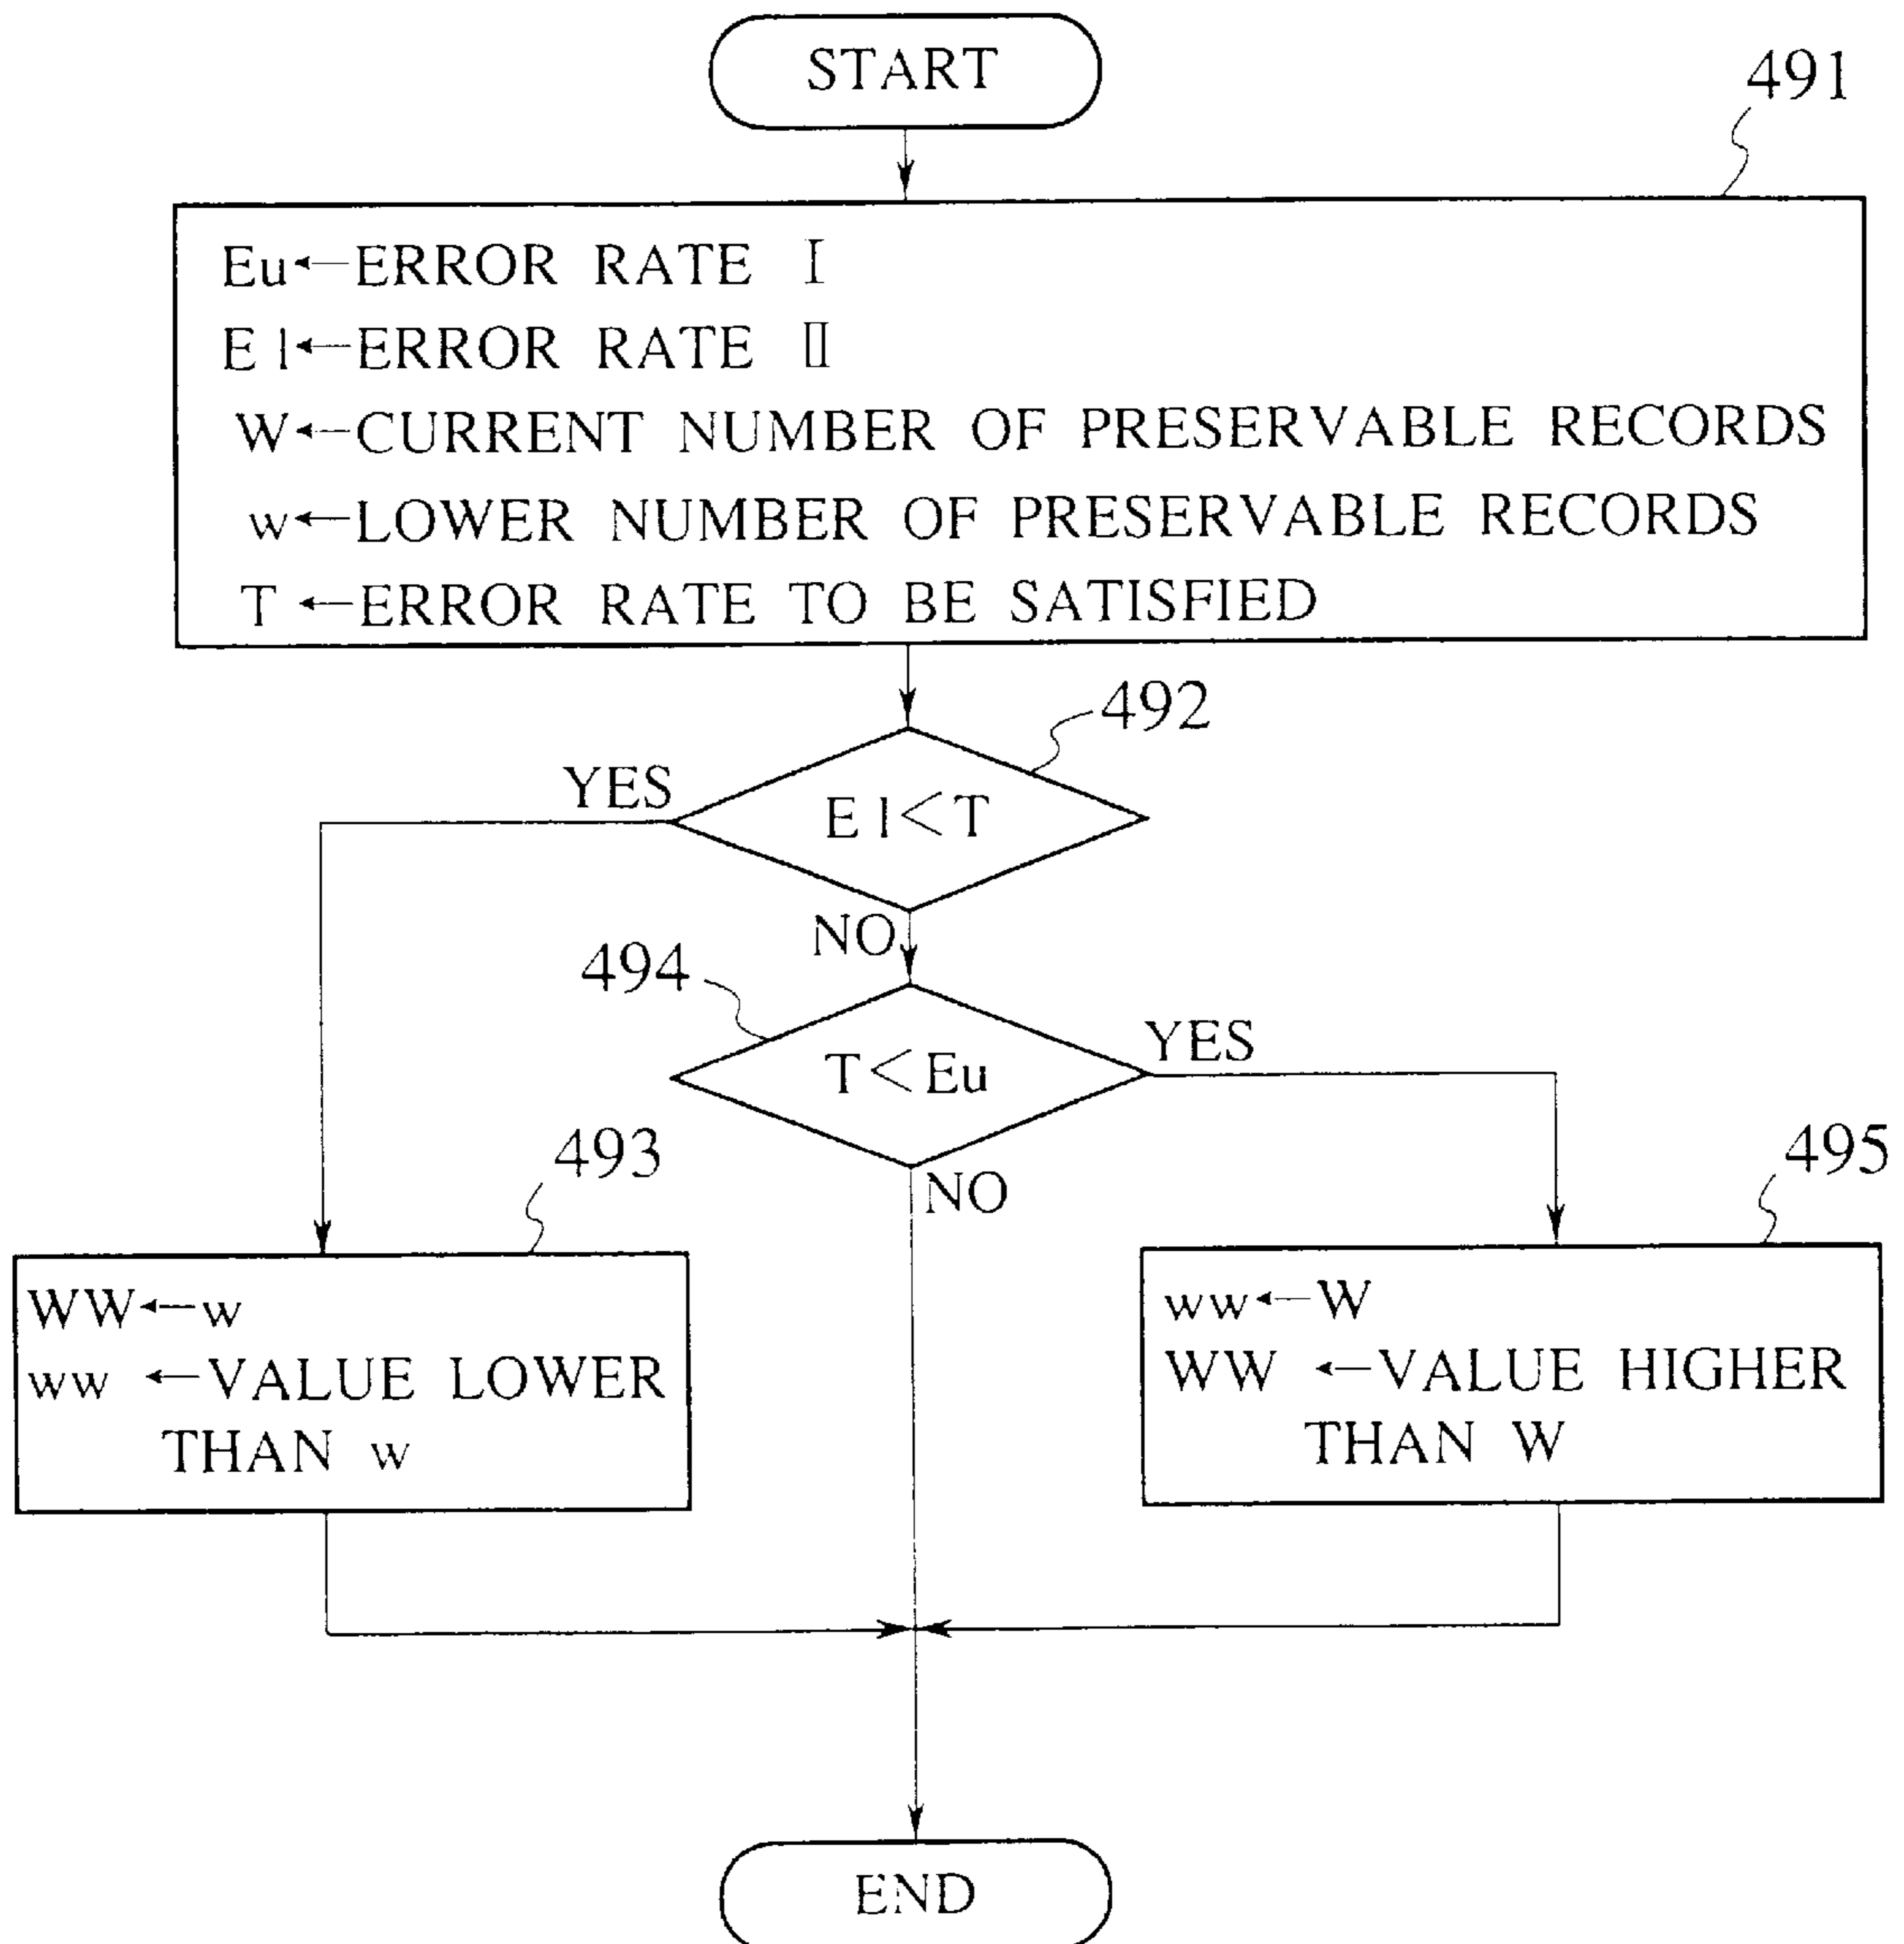 START
491
Eu←ERROR RATE Ⅰ
E l←ERROR RATE Ⅱ
W←CURRENT NUMBER OF PRESERVABLE RECORDS
w←LOWER NUMBER OF PRESERVABLE RECORDS
T ←ERROR RATE TO BE SATISFIED
492
YES
E l<T
NO
494
T<Eu
YES
NO
493
WW←w
ww ←VALUE LOWER
THAN w
495
ww←W
WW ←VALUE HIGHER
THAN W
END